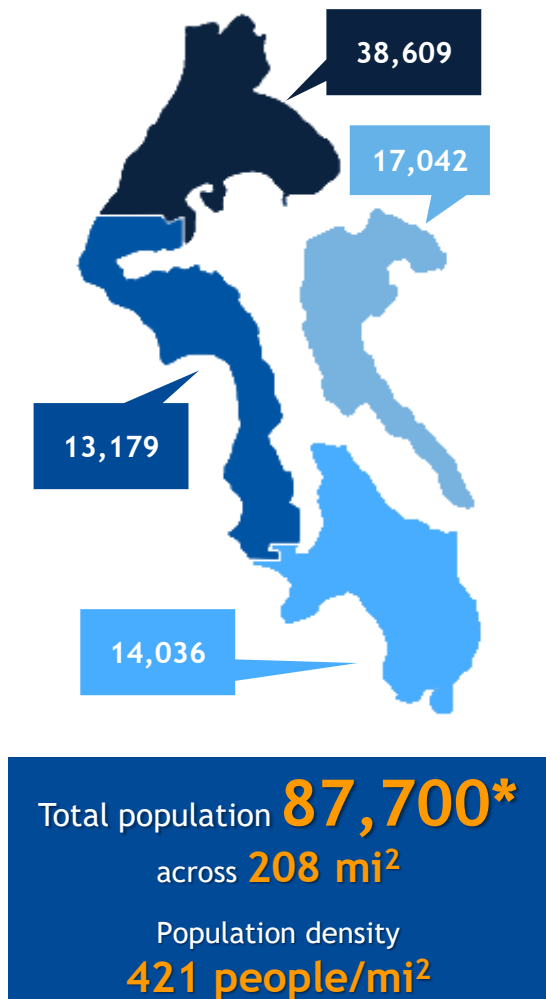 38,609
17,042
13,179
14,036
Total population 87,700*
across 208 mi²
Population density
421 people/mi²